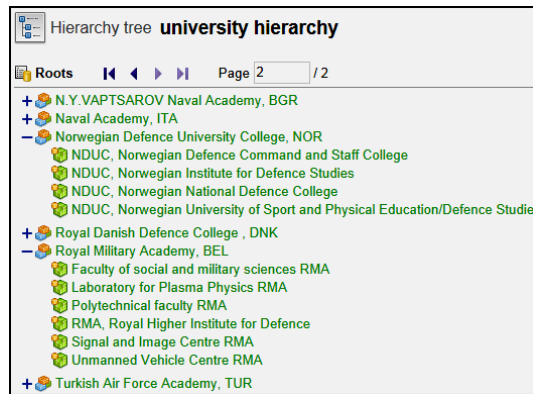 Hierarchy tree university hierarchy
Roots Page 2 / 2
N.Y.VAPTSAROV Naval Academy, BGR
Naval Academy, ITA
Norwegian Defence University College, NOR
NDUC, Norwegian Defence Command and Staff College
NDUC, Norwegian Institute for Defence Studies
NDUC, Norwegian National Defence College
NDUC, Norwegian University of Sport and Physical Education/Defence Studie
Royal Danish Defence College , DNK
Royal Military Academy, BEL
Faculty of social and military sciences RMA
Laboratory for Plasma Physics RMA
Polytechnical faculty RMA
RMA, Royal Higher Institute for Defence
Signal and Image Centre RMA
Unmanned Vehicle Centre RMA
Turkish Air Force Academy, TUR